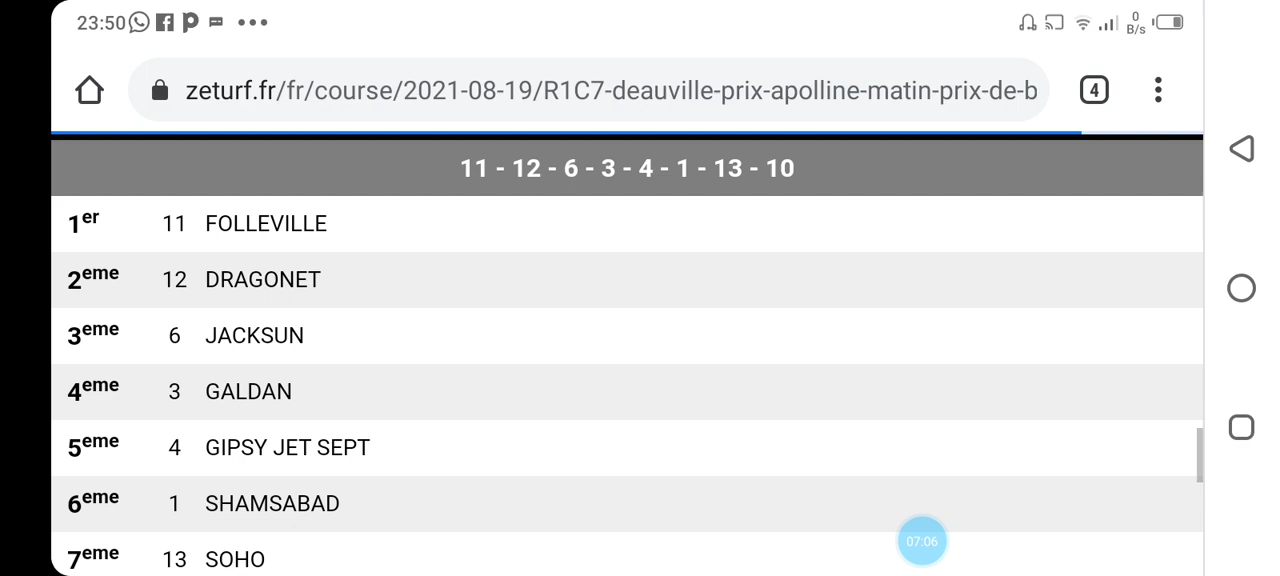 23:50
0 B/s
zeturf.fr/fr/course/2021-08-19/R1C7-deauville-prix-apolline-matin-prix-de-b
4
11 - 12 - 6 - 3 - 4 - 1 - 13 - 10
1er 11 FOLLEVILLE
2eme 12 DRAGONET
3eme 6 JACKSUN
4eme 3 GALDAN
5eme 4 GIPSY JET SEPT
6eme 1 SHAMSABAD
7eme 13 SOHO
07:06